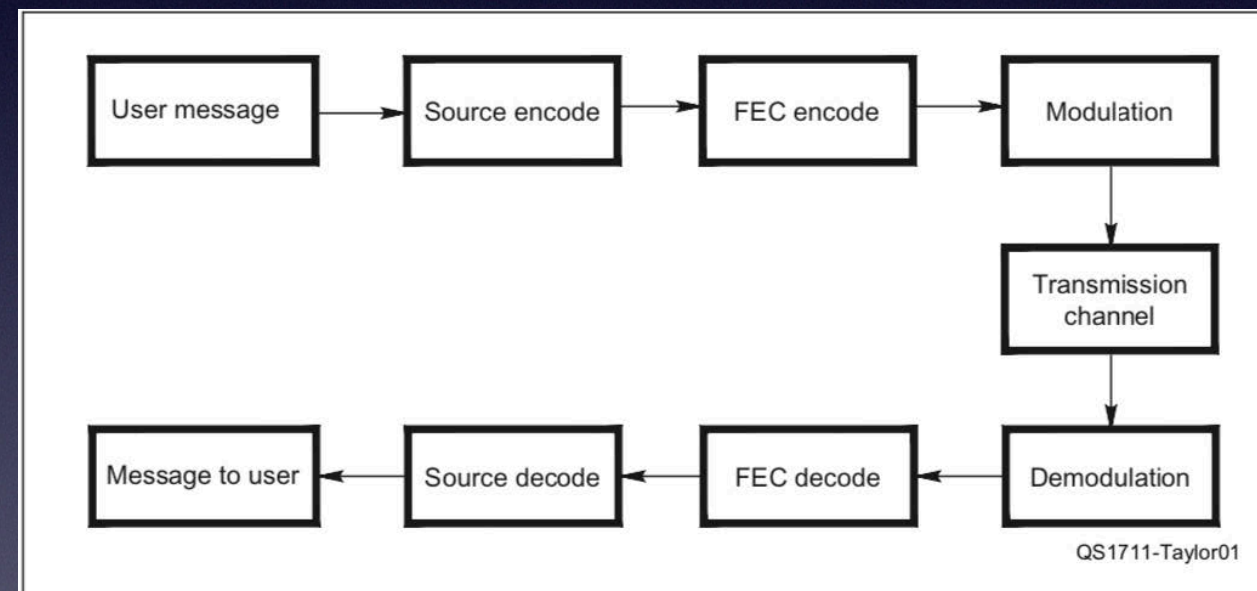 User message
Source encode
FEC encode
Modulation
Transmission
channel
Message to user
Source decode
FEC decode
Demodulation
QS1711-Taylor01